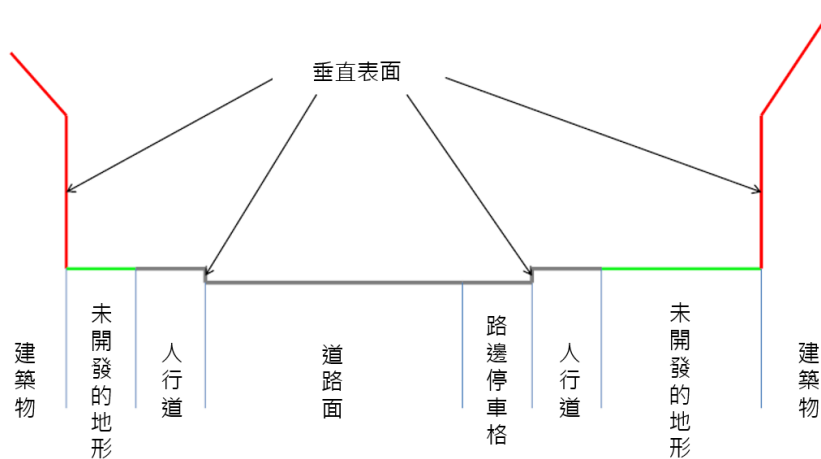 垂直表面
建築物
未開發的地形
人行道
道路面
路邊停車格
人行道
未開發的地形
建築物